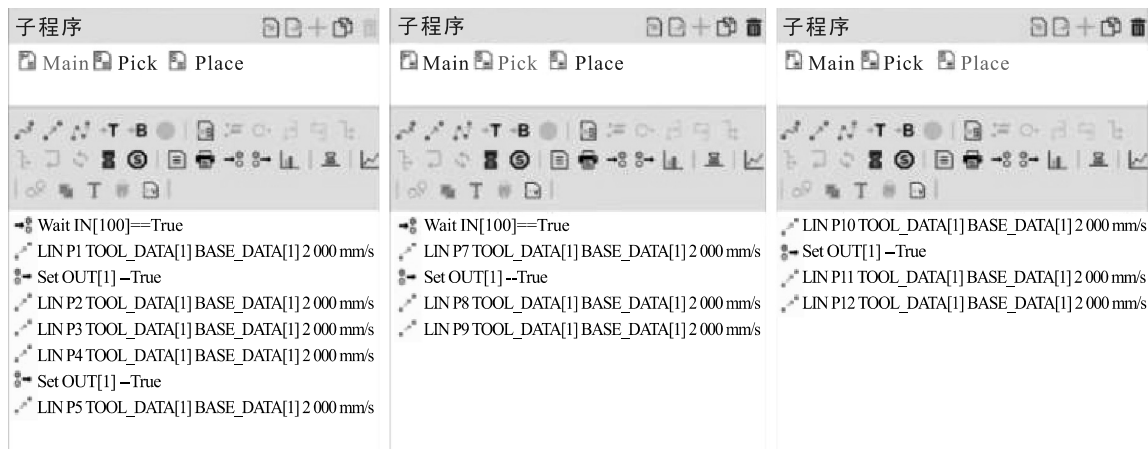 子程序
Main Pick Place
Wait IN[100]==True
LIN P1 TOOL_DATA[1] BASE_DATA[1] 2 000 mm/s
Set OUT[1] --True
LIN P2 TOOL_DATA[1] BASE_DATA[1] 2 000 mm/s
LIN P3 TOOL_DATA[1] BASE_DATA[1] 2 000 mm/s
LIN P4 TOOL_DATA[1] BASE_DATA[1] 2 000 mm/s
Set OUT[1] --True
LIN P5 TOOL_DATA[1] BASE_DATA[1] 2 000 mm/s
子程序
Main Pick Place
Wait IN[100]==True
LIN P7 TOOL_DATA[1] BASE_DATA[1] 2 000 mm/s
Set OUT[1] --True
LIN P8 TOOL_DATA[1] BASE_DATA[1] 2 000 mm/s
LIN P9 TOOL_DATA[1] BASE_DATA[1] 2 000 mm/s
子程序
Main Pick Place
LIN P10 TOOL_DATA[1] BASE_DATA[1] 2 000 mm/s
Set OUT[1] --True
LIN P11 TOOL_DATA[1] BASE_DATA[1] 2 000 mm/s
LIN P12 TOOL_DATA[1] BASE_DATA[1] 2 000 mm/s